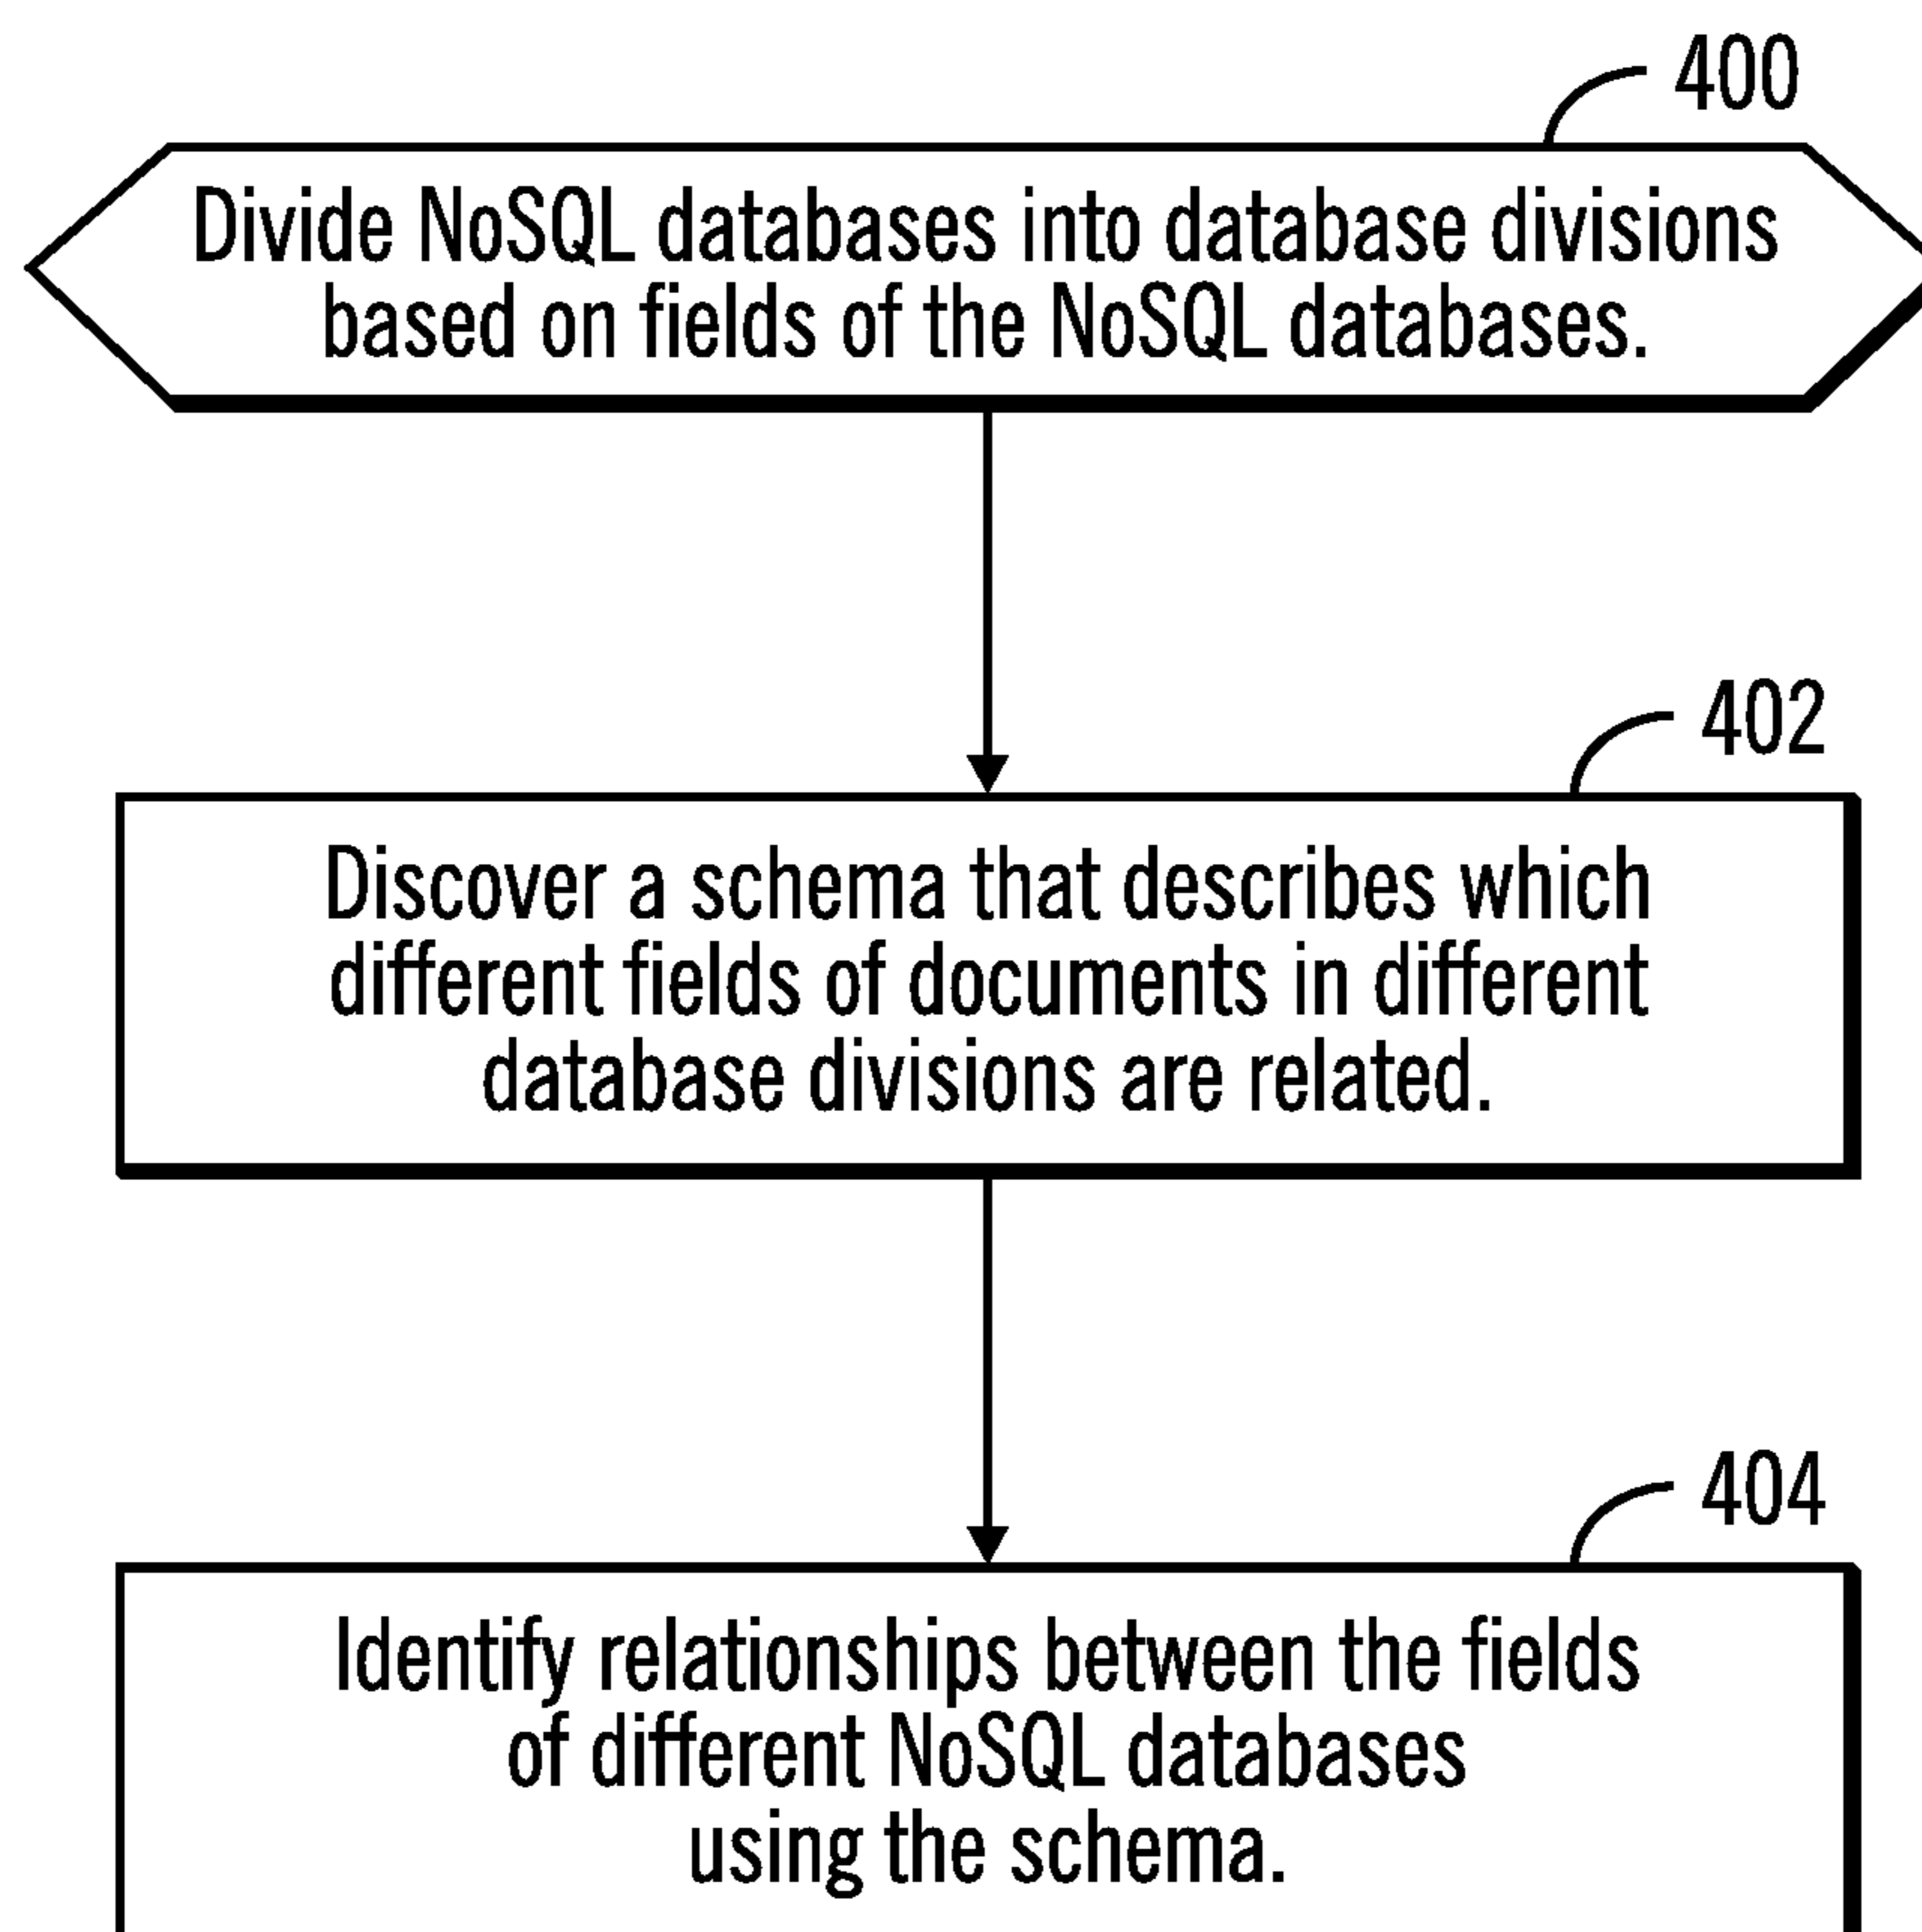 400
Divide NoSQL databases into database divisions
based on fields of the NoSQL databases.
402
Discover a schema that describes which
different fields of documents in different
database divisions are related.
404
Identify relationships between the fields
of different NoSQL databases
using the schema.